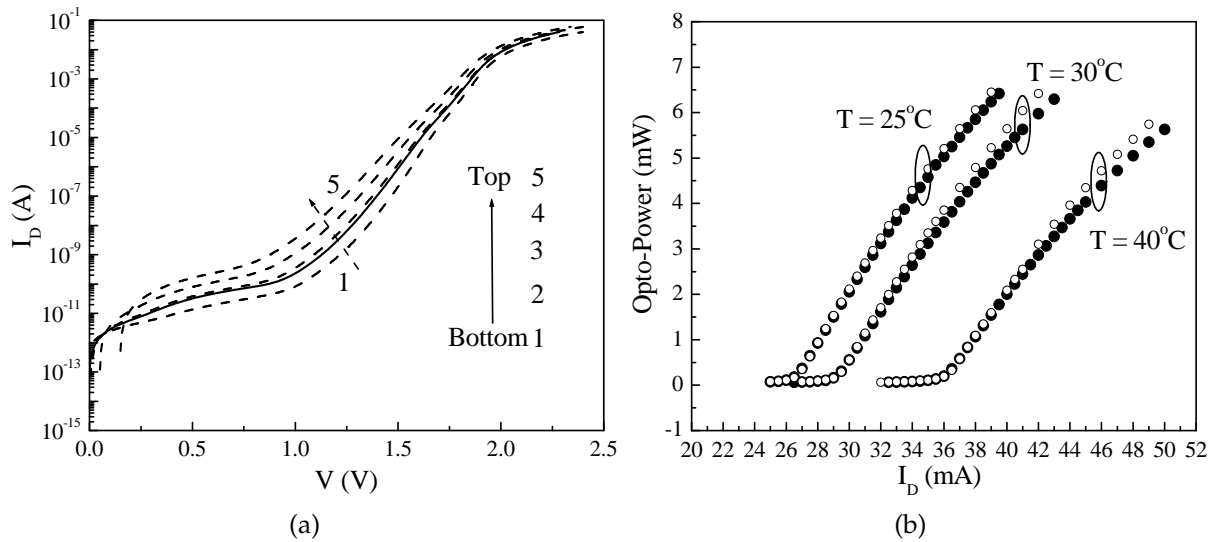 10⁻¹
10⁻³
10⁻⁵
10⁻⁷
10⁻⁹
10⁻¹¹
10⁻¹³
10⁻¹⁵
I_D (A)
0.0 0.5 1.0 1.5 2.0 2.5
V (V)
5
1
Top 5
4
3
2
Bottom 1
(a)
8
7
6
5
4
3
2
1
0
-1
Opto-Power (mW)
T = 25°C
T = 30°C
T = 40°C
20 22 24 26 28 30 32 34 36 38 40 42 44 46 48 50 52
I_D (mA)
(b)